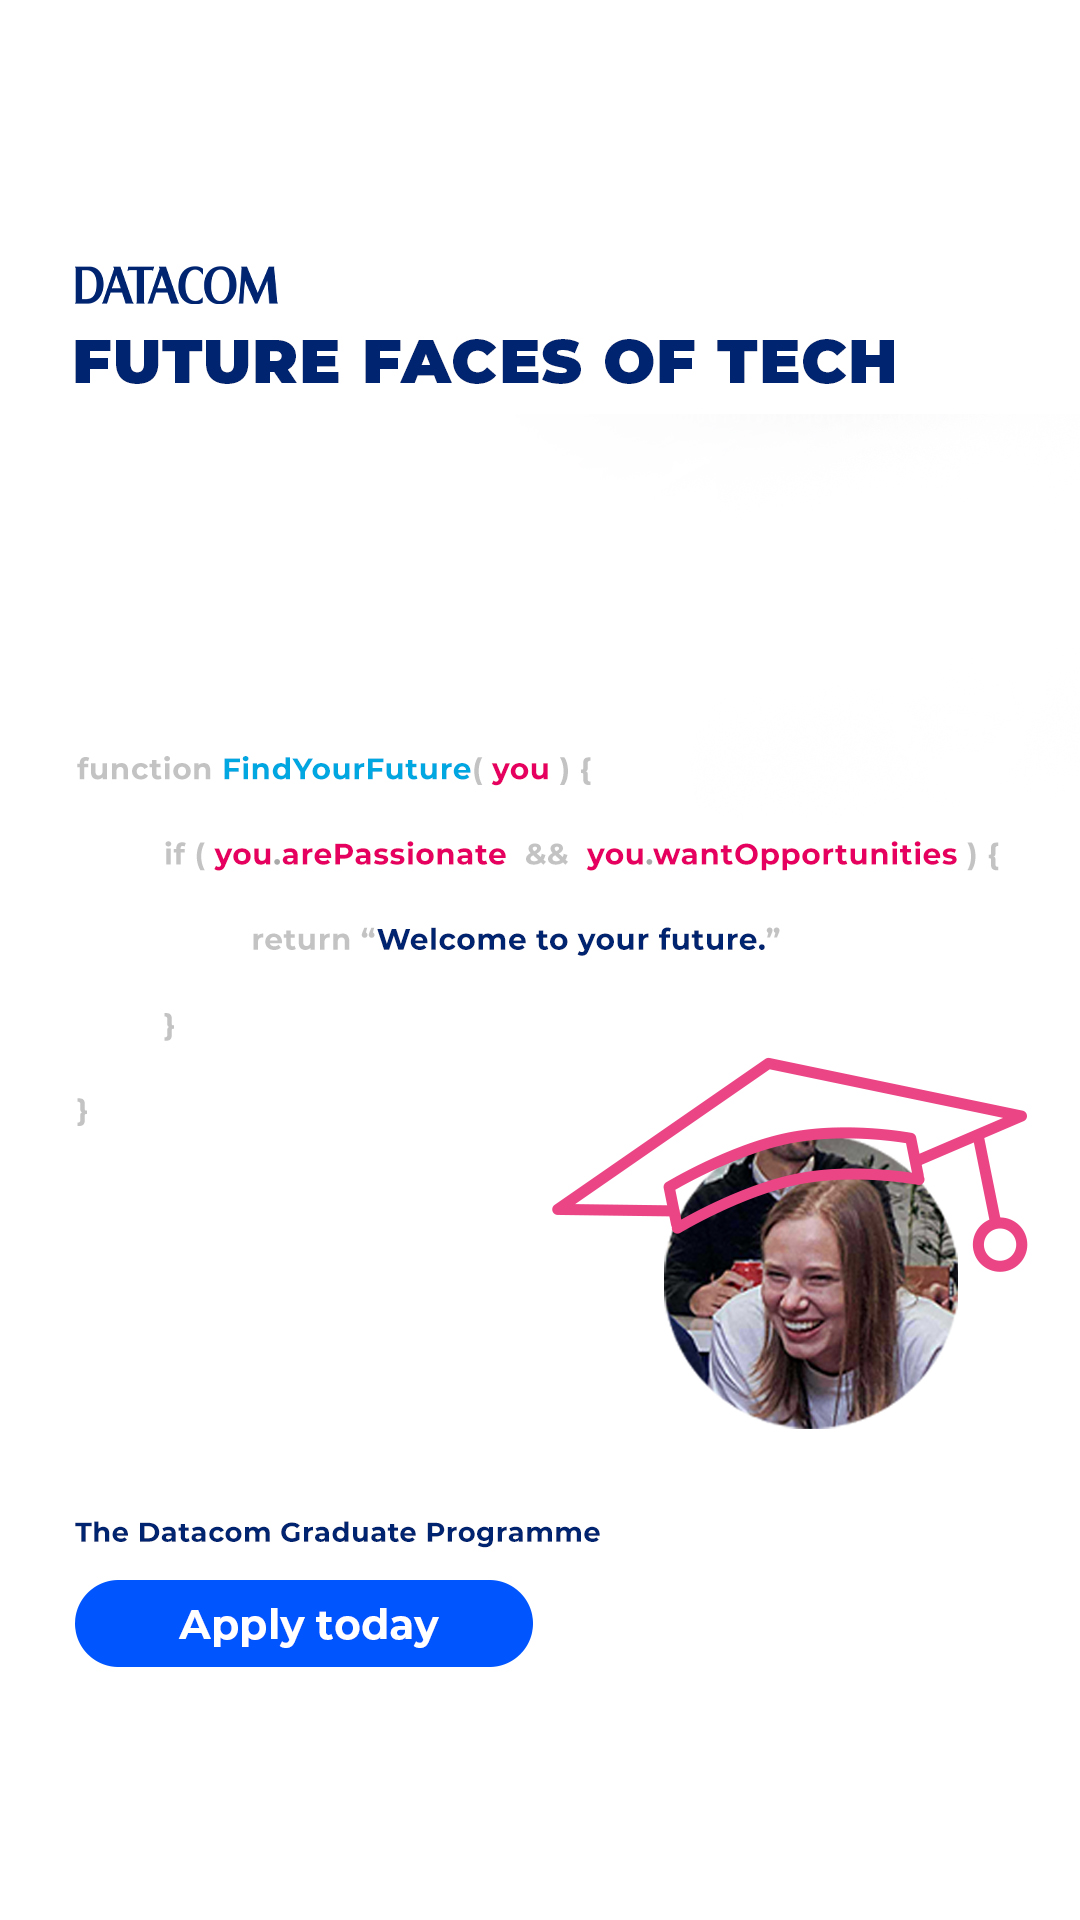 DATACOM
FUTURE FACES OF TECH
function FindYourFuture( you ) {
if ( you.arePassionate && you.wantOpportunities ) {
return “Welcome to your future.”
}
}
The Datacom Graduate Programme
Apply today